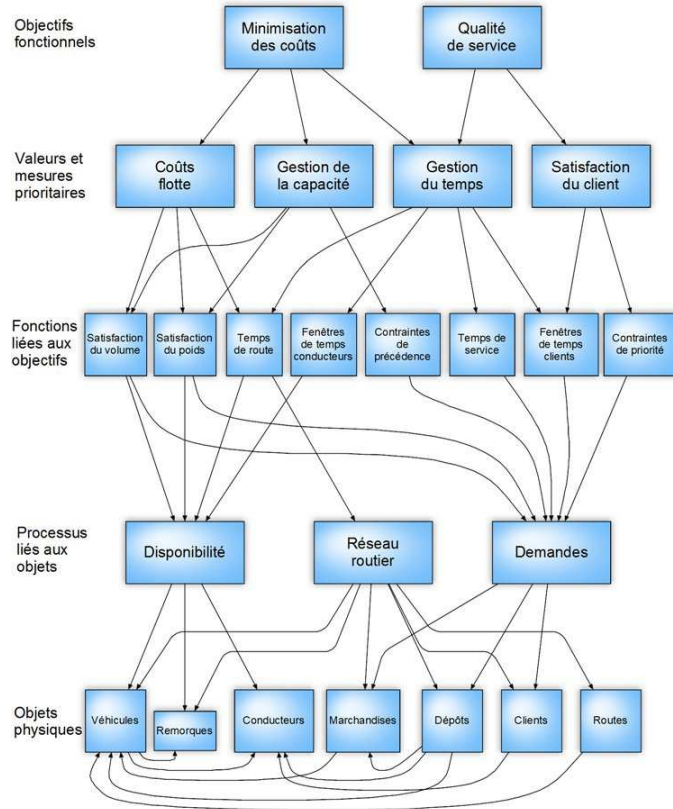 Objectifs
fonctionnels
Minimisation
des coûts
Qualité
de service
Valeurs et
mesures
prioritaires
Coûts
flotte
Gestion de
la capacité
Gestion
du temps
Satisfaction
du client
Fonctions
liées aux
objectifs
Satisfaction
du volume
Satisfaction
du poids
Temps
de route
Fenêtres
de temps
conducteurs
Contraintes
de
précédence
Temps de
service
Fenêtres
de temps
clients
Contraintes
de priorité
Processus
liés aux
objets
Disponibilité
Réseau
routier
Demandes
Objets
physiques
Véhicules
Remorques
Conducteurs
Marchandises
Dépôts
Clients
Routes